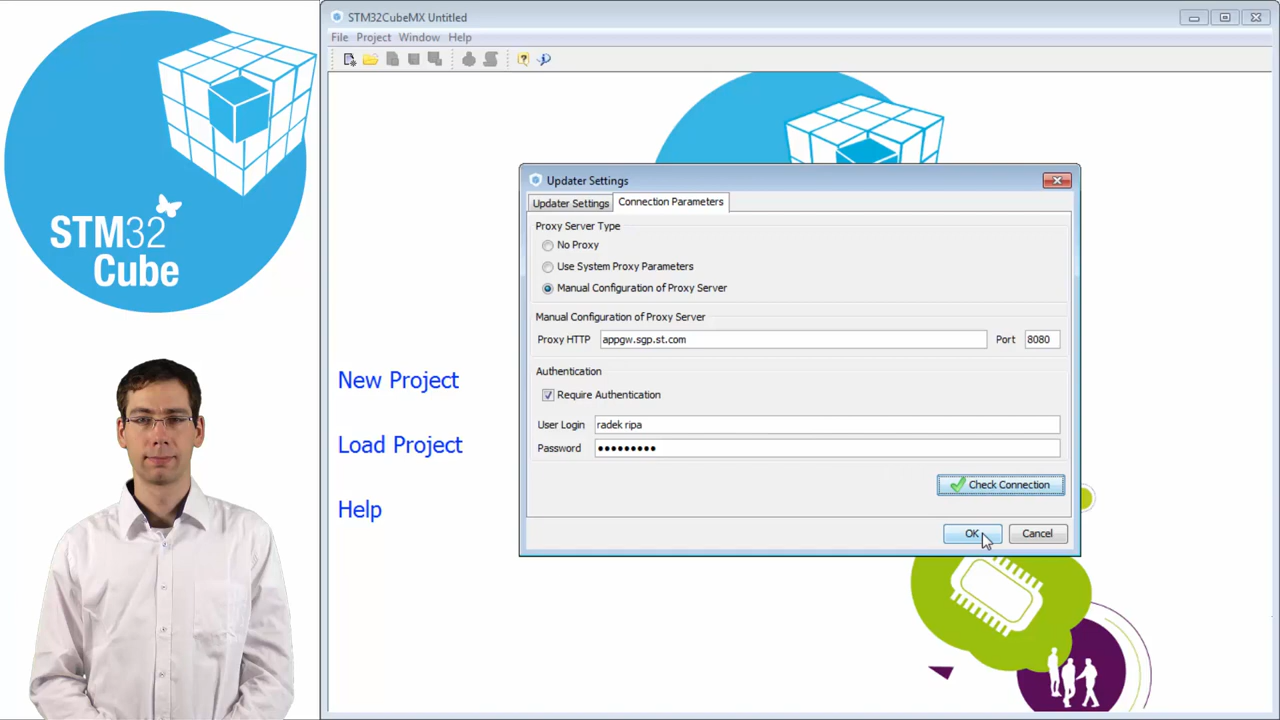 STM32
Cube
STM32CubeMX Untitled
File Project Window Help
New Project
Load Project
Help
Updater Settings
Updater Settings Connection Parameters
Proxy Server Type
No Proxy
Use System Proxy Parameters
Manual Configuration of Proxy Server
Manual Configuration of Proxy Server
Proxy HTTP appgw.sgp.st.com Port 8080
Authentication
Require Authentication
User Login radek ripa
Password •••••••••
Check Connection
OK Cancel